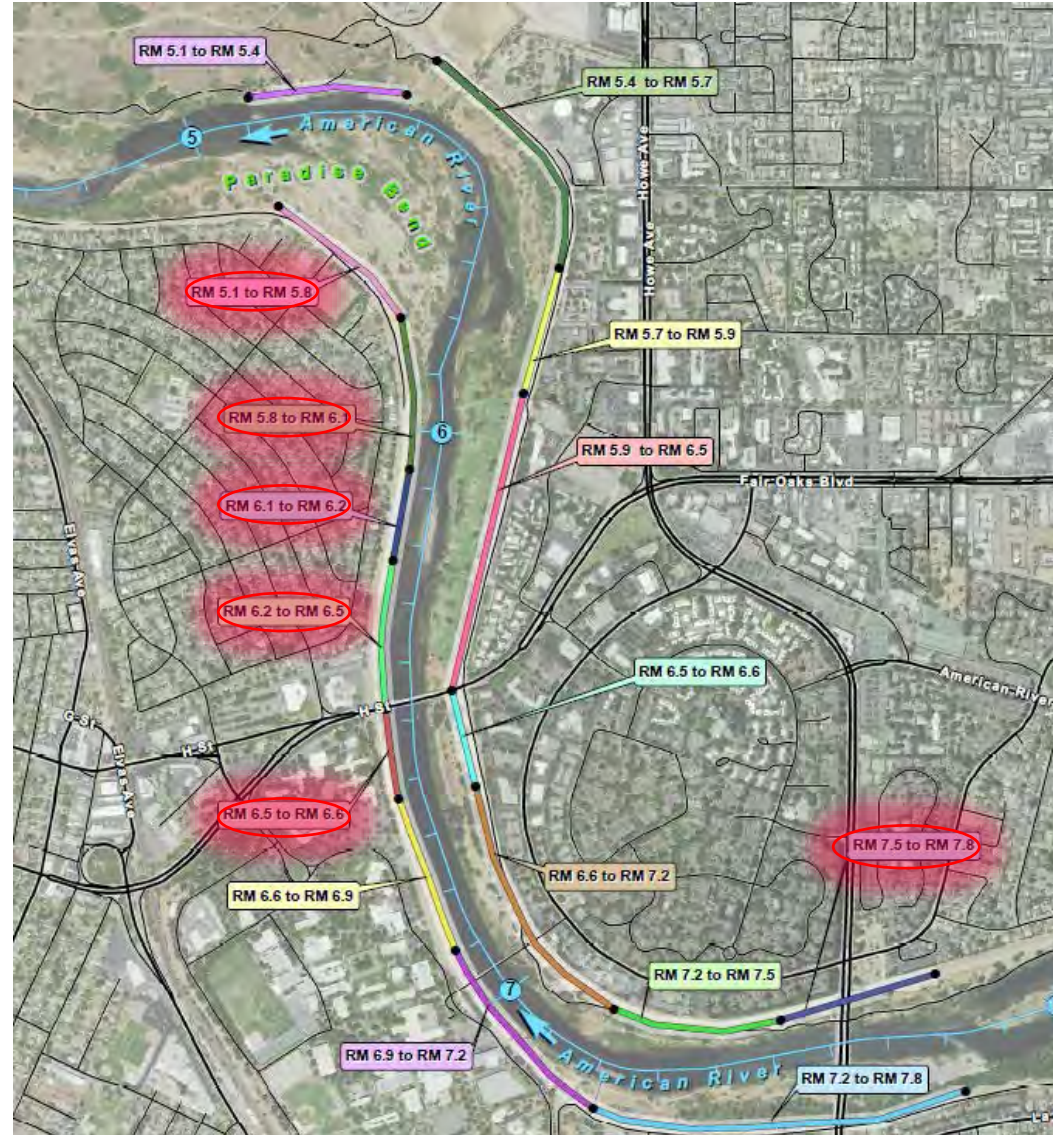 RM 5.1 to RM 5.4
RM 5.4 to RM 5.7
5
American River
Howe Ave
Paradise Bend
Howe Ave
RM 5.1 to RM 5.8
RM 5.7 to RM 5.9
RM 5.8 to RM 6.1
6
RM 5.9 to RM 6.5
Fair Oaks Blvd
RM 6.1 to RM 6.2
Elvas Ave
RM 6.2 to RM 6.5
RM 6.5 to RM 6.6
American River
H St
G St
H St
Elvas Ave
RM 6.5 to RM 6.6
RM 7.5 to RM 7.8
RM 6.6 to RM 7.2
RM 6.6 to RM 6.9
RM 7.2 to RM 7.5
7
RM 6.9 to RM 7.2
American River
RM 7.2 to RM 7.8
La